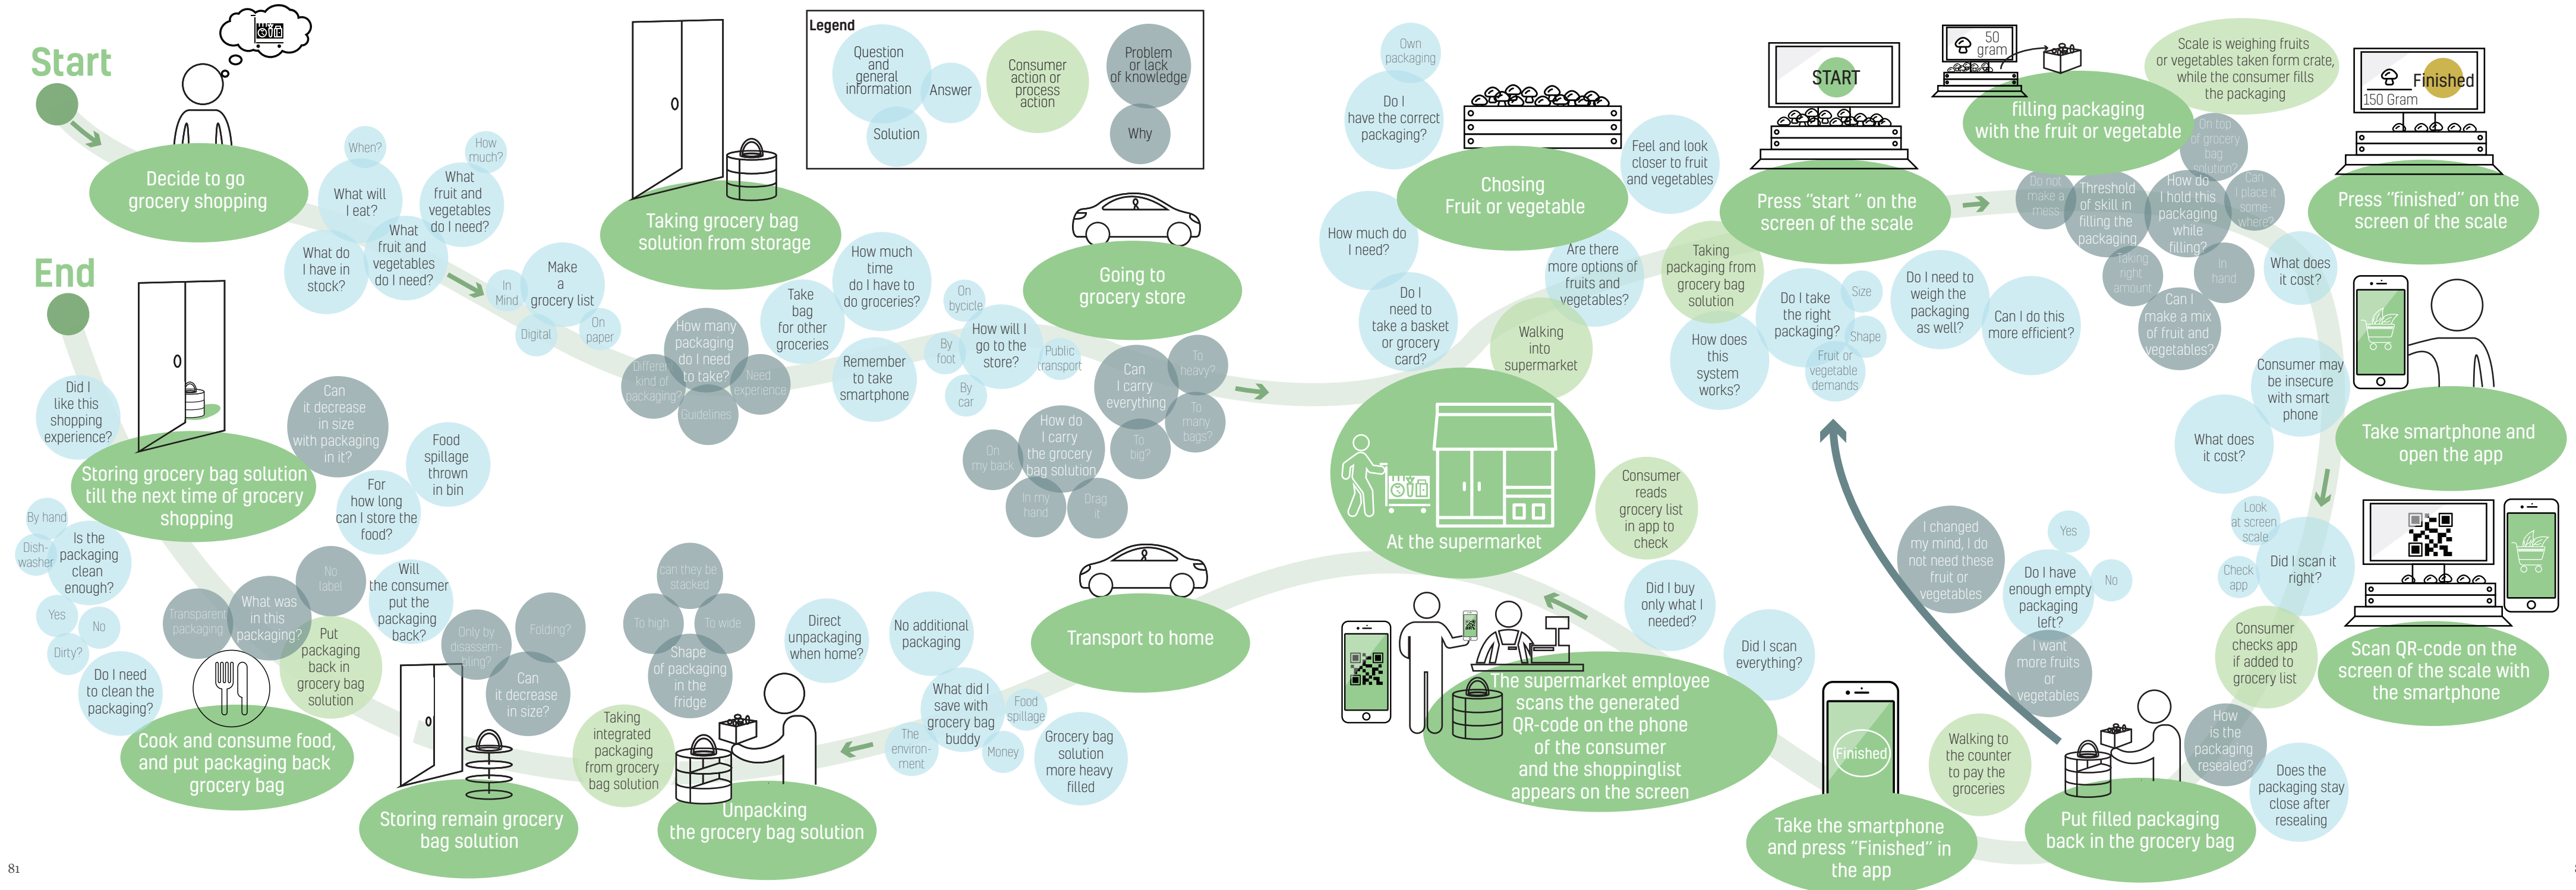 Start
Decide to go
grocery shopping
When?
What will
I eat?
How
much?
What
fruit and
vegetables
do I need?
What do
I have in
stock?
What
fruit and
vegetables
do I need?
In
Mind
Make
a
grocery list
Digital
On
paper
Taking grocery bag
solution from storage
Legend
Question
and
general
information
Answer
Solution
Consumer
action or
process
action
Problem
or lack
of knowledge
Why
How many
packaging
do I need
to take?
Differen
kind of
packaging?
Guidelines
Need
experience
Take
bag
for other
groceries
How much
time
do I have to
do groceries?
Remember
to take
smartphone
On
bycicle
By
foot
How will I
go to the
store?
Public
transport
By
car
Going to
grocery store
Can
I carry
everything
To
heavy?
To
many
bags?
To
big?
How do
I carry
the grocery
bag solution
On
my back
In my
hand
Drag
it
At the supermarket
Walking
into
supermarket
Own
packaging
Do I
have the correct
packaging?
How much do
I need?
Do I
need to
take a basket
or grocery
card?
Chosing
Fruit or vegetable
Feel and look
closer to fruit
and vegetables
Are there
more options of
fruits and
vegetables?
Taking
packaging from
grocery bag
solution
START
Press "start " on the
screen of the scale
How does
this
system
works?
Do I take
the right
packaging?
Size
Shape
Fruit or
vegetable
demands
Do I need to
weigh the
packaging
as well?
Can I do this
more efficient?
50
gram
filling packaging
with the fruit or vegetable
Scale is weighing fruits
or vegetables taken form crate,
while the consumer fills
the packaging
On top
of grocery
bag
solution?
Do not
make a
mess
Threshold
of skill in
filling the
packaging
How do
I hold this
packaging
while
filling?
Can
I place it
some-
where?
Taking
right
amount
In
hand
Can I
make a mix
of fruit and
vegetables?
Finished
150 Gram
Press "finished" on the
screen of the scale
What does
it cost?
Consumer may
be insecure
with smart
phone
What does
it cost?
Take smartphone and
open the app
Look
at screen
scale
Check
app
Did I scan it
right?
Scan QR-code on the
screen of the scale with
the smartphone
Consumer
checks app
if added to
grocery list
How
is the
packaging
resealed?
Does the
packaging stay
close after
resealing
Put filled packaging
back in the grocery bag
I changed
my mind, I do
not need these
fruit or
vegetables
Yes
No
Do I have
enough empty
packaging
left?
I want
more fruits
or
vegetables
Walking to
the counter
to pay the
groceries
Finished
Take the smartphone
and press "Finished" in
the app
Did I scan
everything?
Did I buy
only what I
needed?
Consumer
reads
grocery list
in app to
check
The supermarket employee
scans the generated
QR-code on the phone
of the consumer
and the shoppinglist
appears on the screen
Transport to home
No additional
packaging
What did I
save with
grocery bag
buddy
Food
spillage
Money
The
environ-
ment
Grocery bag
solution
more heavy
filled
Direct
unpacking
when home?
Unpacking
the grocery bag solution
can they be
stacked
To high
To wide
Shape
of packaging
in the
fridge
Taking
integrated
packaging
from grocery
bag solution
Folding?
Only by
disassem-
bling?
Can
it decrease
in size?
Storing remain grocery
bag solution
Will
the consumer
put the
packaging
back?
Put
packaging
back in
grocery bag
solution
No
label
What was
in this
packaging?
Transparent
packaging
Cook and consume food,
and put packaging back
grocery bag
Do I need
to clean the
packaging?
Dirty?
Yes
No
Is the
packaging
clean
enough?
By hand
Dish-
washer
For
how long
can I store the
food?
Food
spillage
thrown
in bin
Can
it decrease
in size
with packaging
in it?
Storing grocery bag solution
till the next time of grocery
shopping
Did I
like this
shopping
experience?
End
81